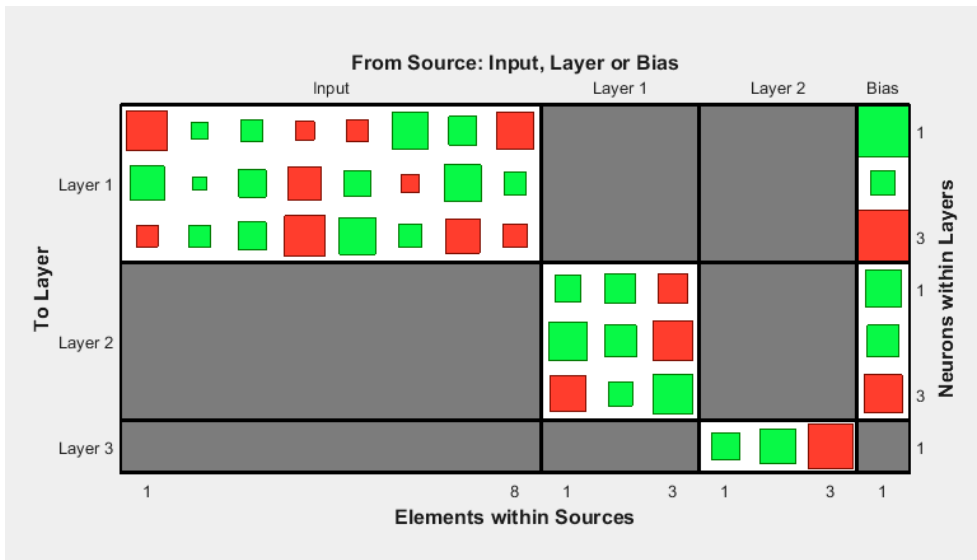 From Source: Input, Layer or Bias
Input Layer 1 Layer 2 Bias
To Layer
Layer 1
Layer 2
Layer 3
1
3
1
3
1
Neurons within Layers
1 8 1 3 1 3 1
Elements within Sources